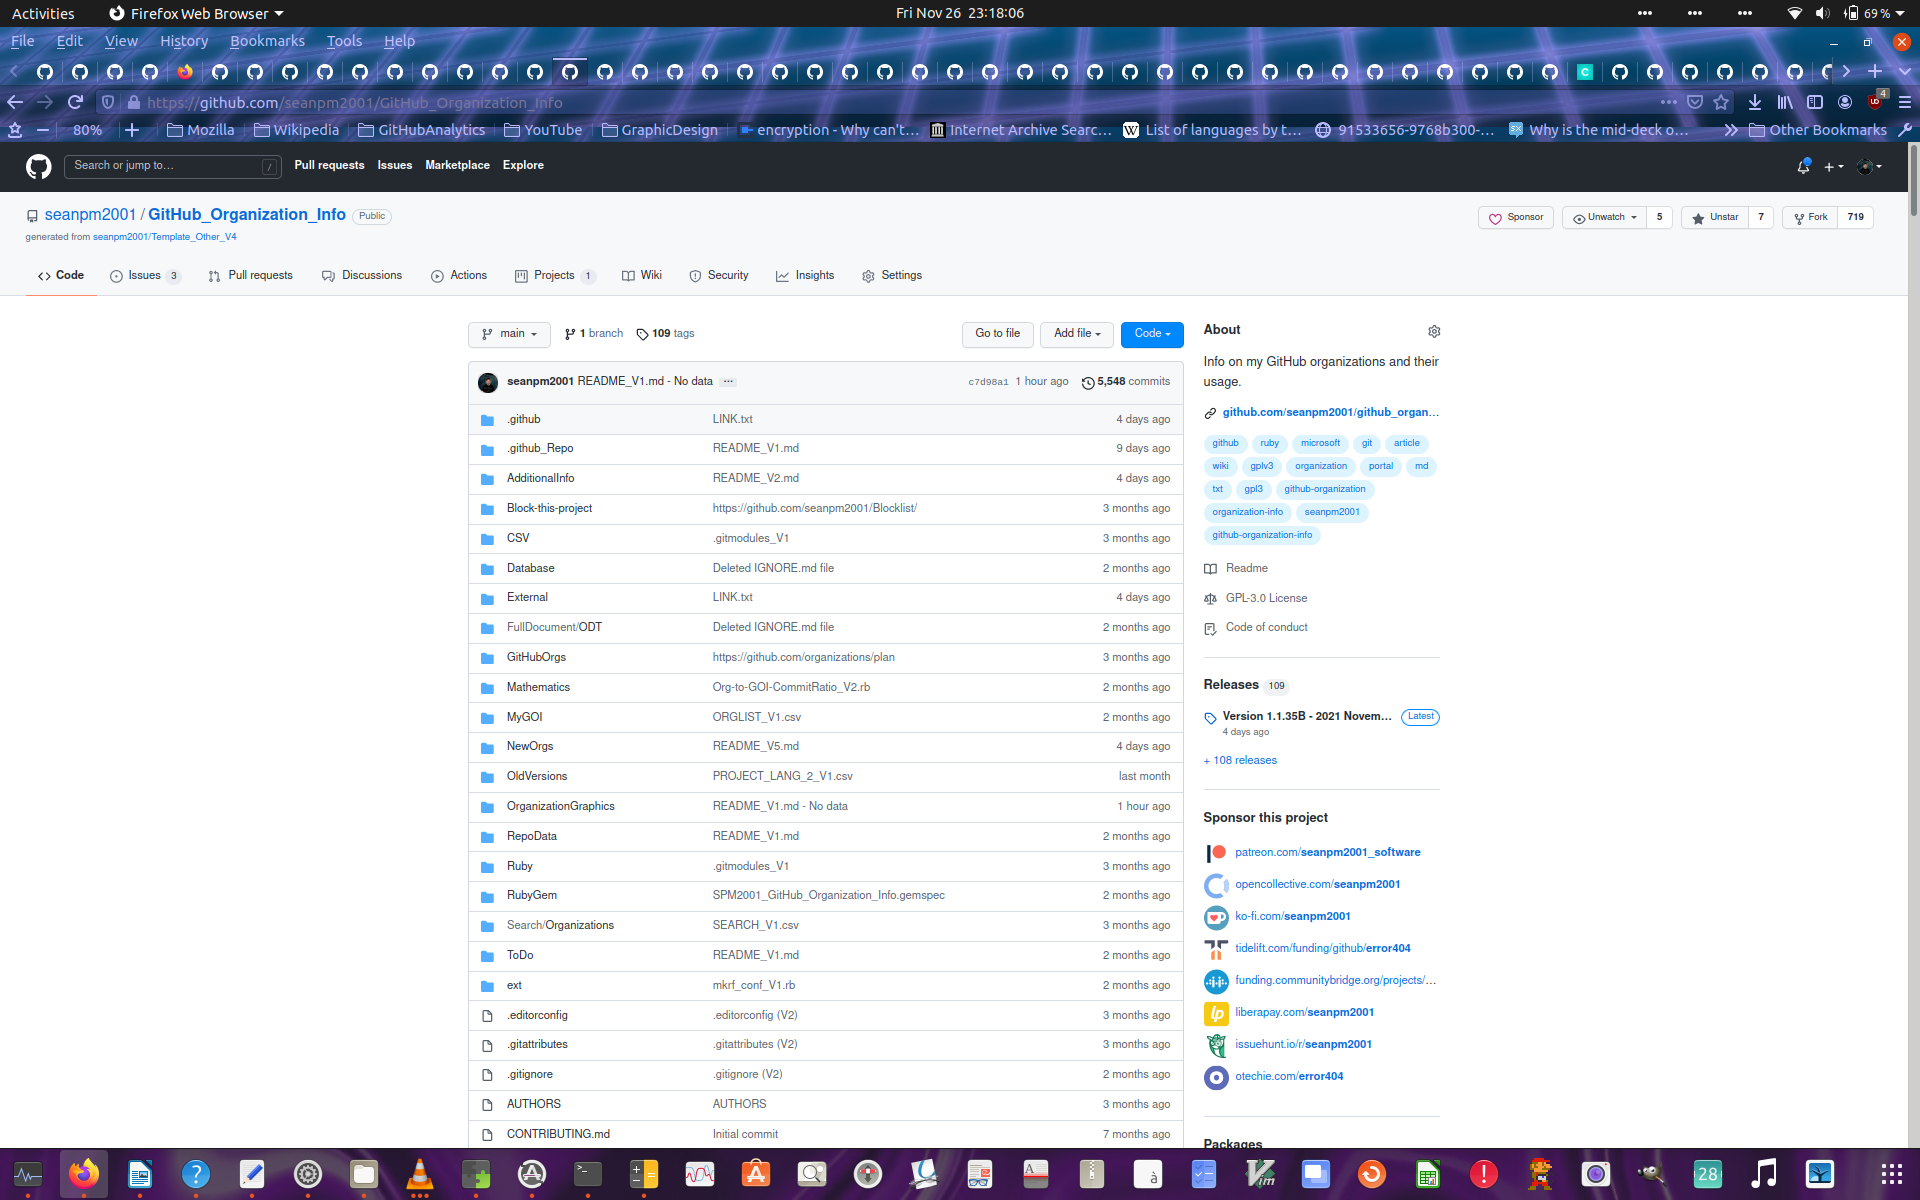 Activities Firefox Web Browser Fri Nov 26 23:18:06 69 %
File Edit View History Bookmarks Tools Help
https://github.com/seanpm2001/GitHub_Organization_Info 4
80% Mozilla Wikipedia GitHubAnalytics YouTube GraphicDesign encryption - Why can't… Internet Archive Searc… List of languages by t… 91533656-9768b300-… Why is the mid-deck o… Other Bookmarks
Search or jump to… / Pull requests Issues Marketplace Explore
seanpm2001 / GitHub_Organization_Info Public Sponsor Unwatch 5 Unstar 7 Fork 719
generated from seanpm2001/Template_Other_V4
Code Issues 3 Pull requests Discussions Actions Projects 1 Wiki Security Insights Settings
main 1 branch 109 tags Go to file Add file Code
seanpm2001 README_V1.md - No data ··· c7d98a1 1 hour ago 5,548 commits
.github LINK.txt 4 days ago
.github_Repo README_V1.md 9 days ago
AdditionalInfo README_V2.md 4 days ago
Block-this-project https://github.com/seanpm2001/Blocklist/ 3 months ago
CSV .gitmodules_V1 3 months ago
Database Deleted IGNORE.md file 2 months ago
External LINK.txt 4 days ago
FullDocument/ODT Deleted IGNORE.md file 2 months ago
GitHubOrgs https://github.com/organizations/plan 3 months ago
Mathematics Org-to-GOI-CommitRatio_V2.rb 2 months ago
MyGOI ORGLIST_V1.csv 2 months ago
NewOrgs README_V5.md 4 days ago
OldVersions PROJECT_LANG_2_V1.csv last month
OrganizationGraphics README_V1.md - No data 1 hour ago
RepoData README_V1.md 2 months ago
Ruby .gitmodules_V1 3 months ago
RubyGem SPM2001_GitHub_Organization_Info.gemspec 2 months ago
Search/Organizations SEARCH_V1.csv 3 months ago
ToDo README_V1.md 2 months ago
ext mkrf_conf_V1.rb 2 months ago
.editorconfig .editorconfig (V2) 3 months ago
.gitattributes .gitattributes (V2) 3 months ago
.gitignore .gitignore (V2) 2 months ago
AUTHORS AUTHORS 3 months ago
CONTRIBUTING.md Initial commit 7 months ago
About
Info on my GitHub organizations and their
usage.
github.com/seanpm2001/github_organ…
github ruby microsoft git article
wiki gplv3 organization portal md
txt gpl3 github-organization
organization-info seanpm2001
github-organization-info
Readme
GPL-3.0 License
Code of conduct
Releases 109
Version 1.1.35B - 2021 Novem… Latest
4 days ago
+ 108 releases
Sponsor this project
patreon.com/seanpm2001_software
opencollective.com/seanpm2001
ko-fi.com/seanpm2001
tidelift.com/funding/github/error404
funding.communitybridge.org/projects/…
lp liberapay.com/seanpm2001
issuehunt.io/r/seanpm2001
otechie.com/error404
Packages
28